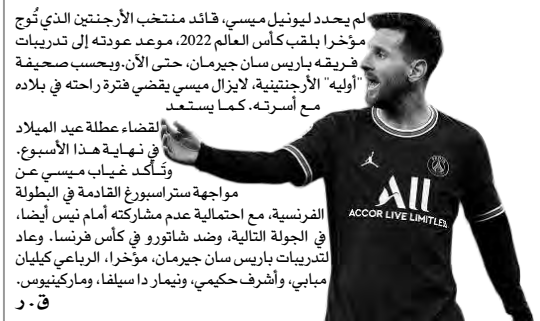 لم يحدد ليونيل ميسي، قائد منتخب الأرجنتين الذي تُوج
مؤخرا بلقب كأس العالم 2022، موعد عودته إلى تدريبات
فريقه باريس سان جيرمان، حتى الآن.وبحسب صحيفة
"أوليه" الأرجنتينية، لايزال ميسي يقضي فترة راحته في بلاده
مع أسرته. كما يستعد
لقضاء عطلة عيد الميلاد
في نهاية هذا الأسبوع.
وتَأكد غياب ميسي عن
مواجهة ستراسبورغ القادمة في البطولة
الفرنسية، مع احتمالية عدم مشاركته أمام نيس أيضا،
في الجولة التالية، وضد شاتورو في كأس فرنسا. وعاد
لتدريبات باريس سان جيرمان، مؤخرا، الرباعي كيليان
مبابي، وأشرف حكيمي، ونيمار دا سيلفا، وماركينيوس.
ق.ر
ALL
ACCOR LIVE LIMITLESS